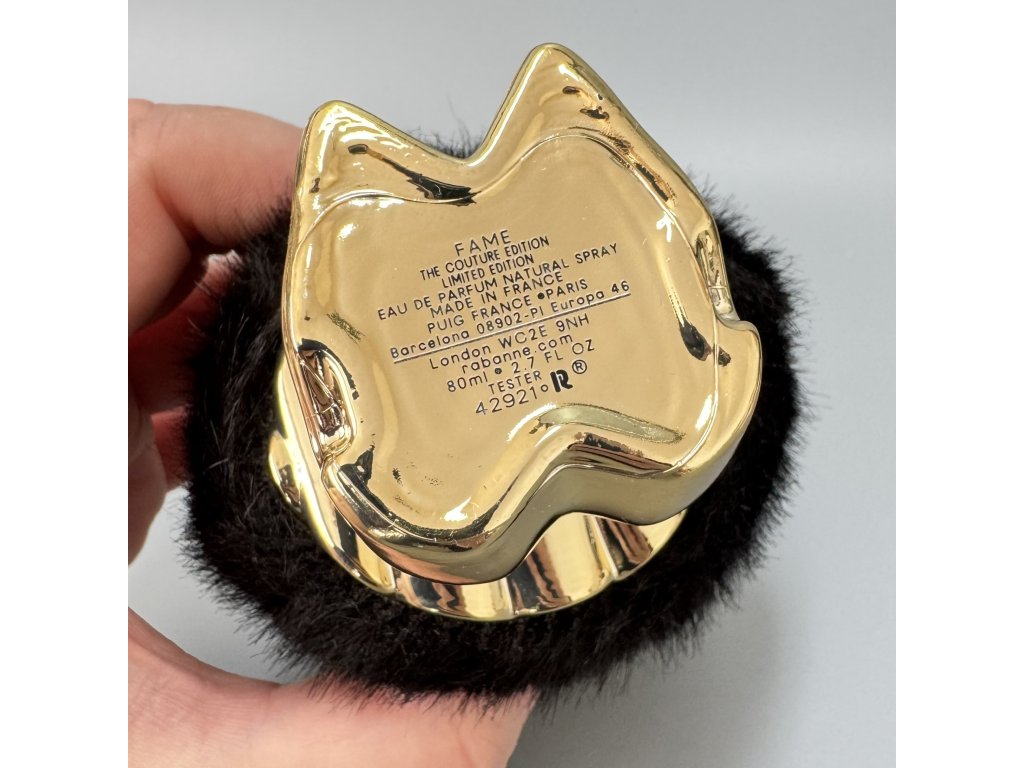 FAME
THE COUTURE EDITION
LIMITED EDITION
EAU DE PARFUM NATURAL SPRAY
MADE IN FRANCE
PUIG FRANCE • PARIS
Barcelona 08902-Pl Europa 46
London WC2E 9NH
rabanne.com
80ml • 2.7 FL OZ
TESTER
42921° R®